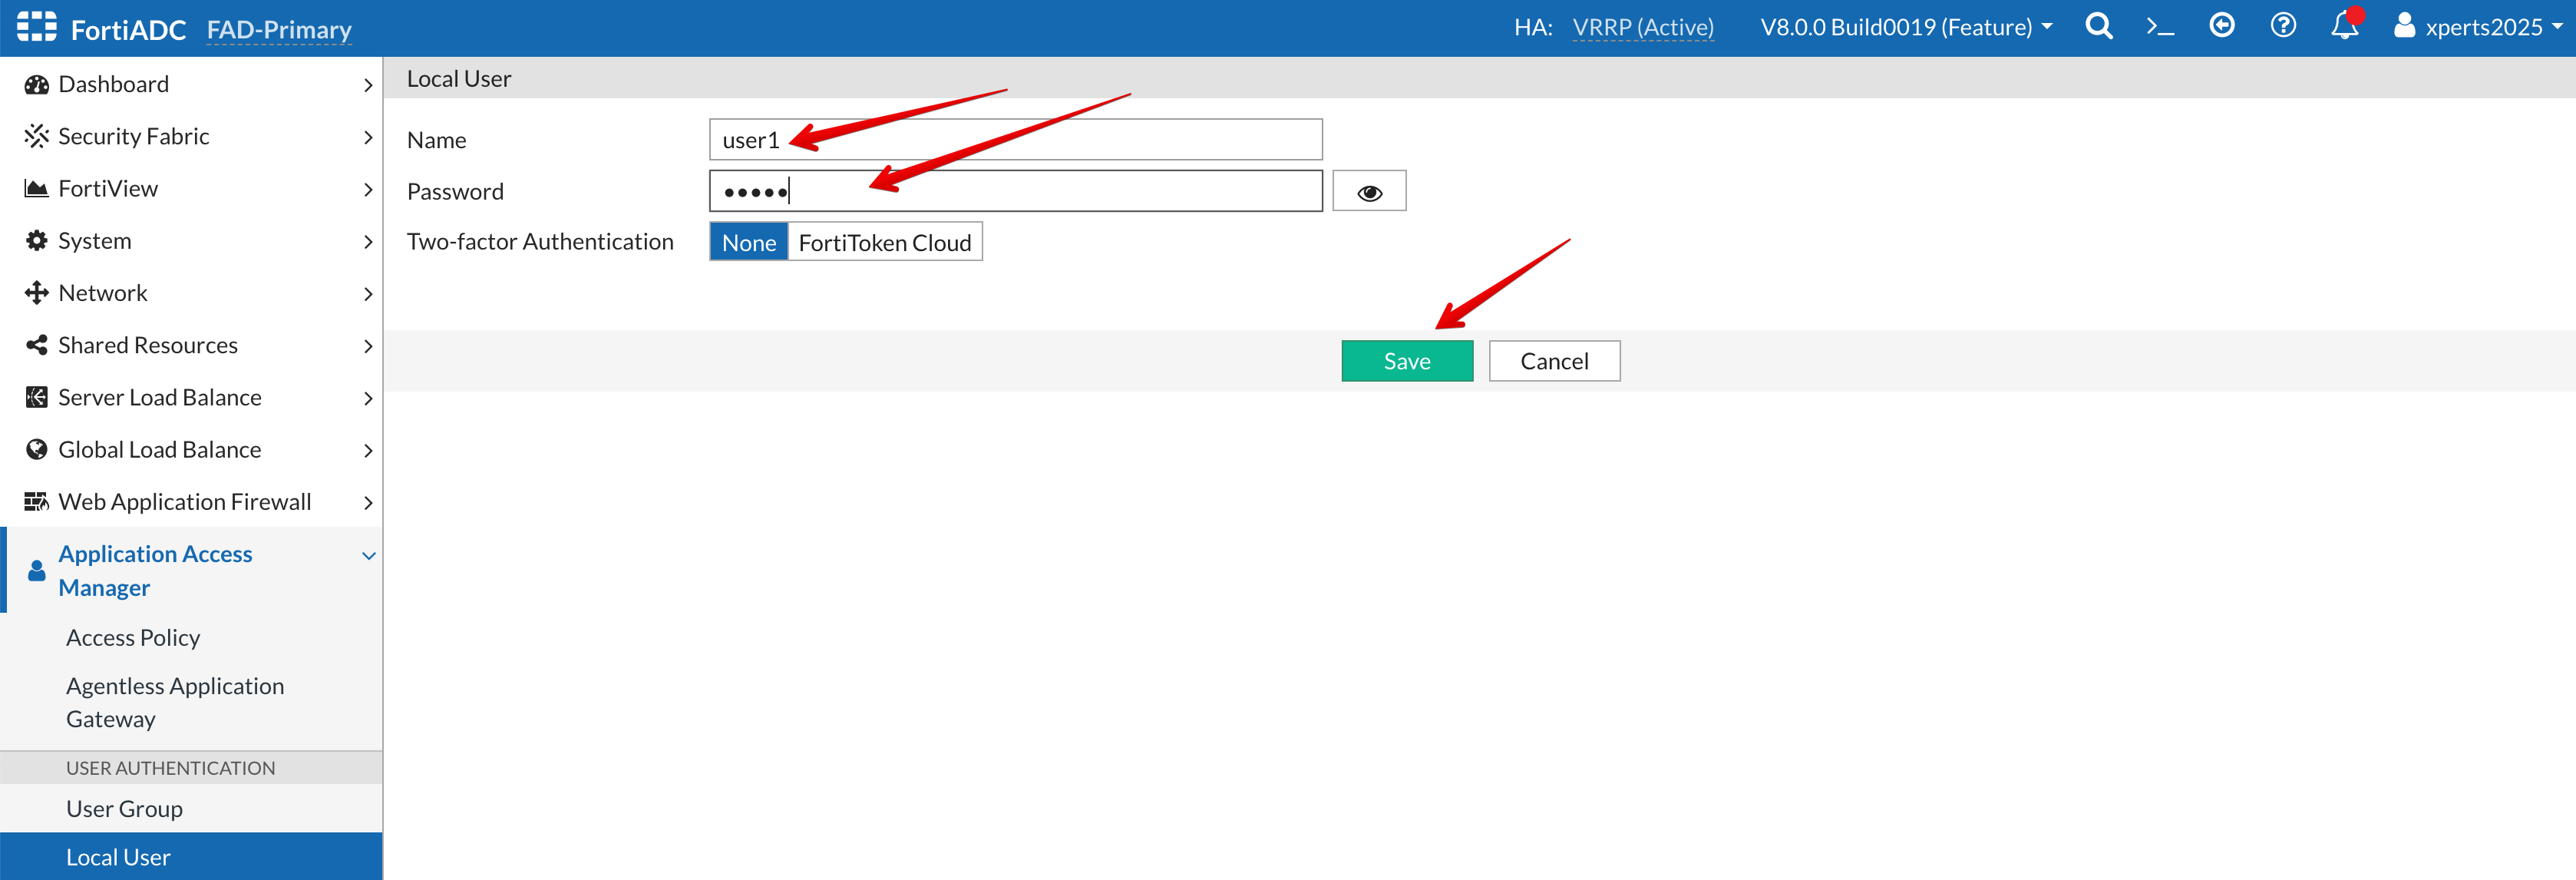 FortiADC FAD-Primary HA: VRRP (Active) V8.0.0 Build0019 (Feature) xperts2025
Dashboard
Security Fabric
FortiView
System
Network
Shared Resources
Server Load Balance
Global Load Balance
Web Application Firewall
Application Access
Manager
Access Policy
Agentless Application
Gateway
USER AUTHENTICATION
User Group
Local User
Local User
Name user1
Password •••••
Two-factor Authentication None FortiToken Cloud
Save Cancel